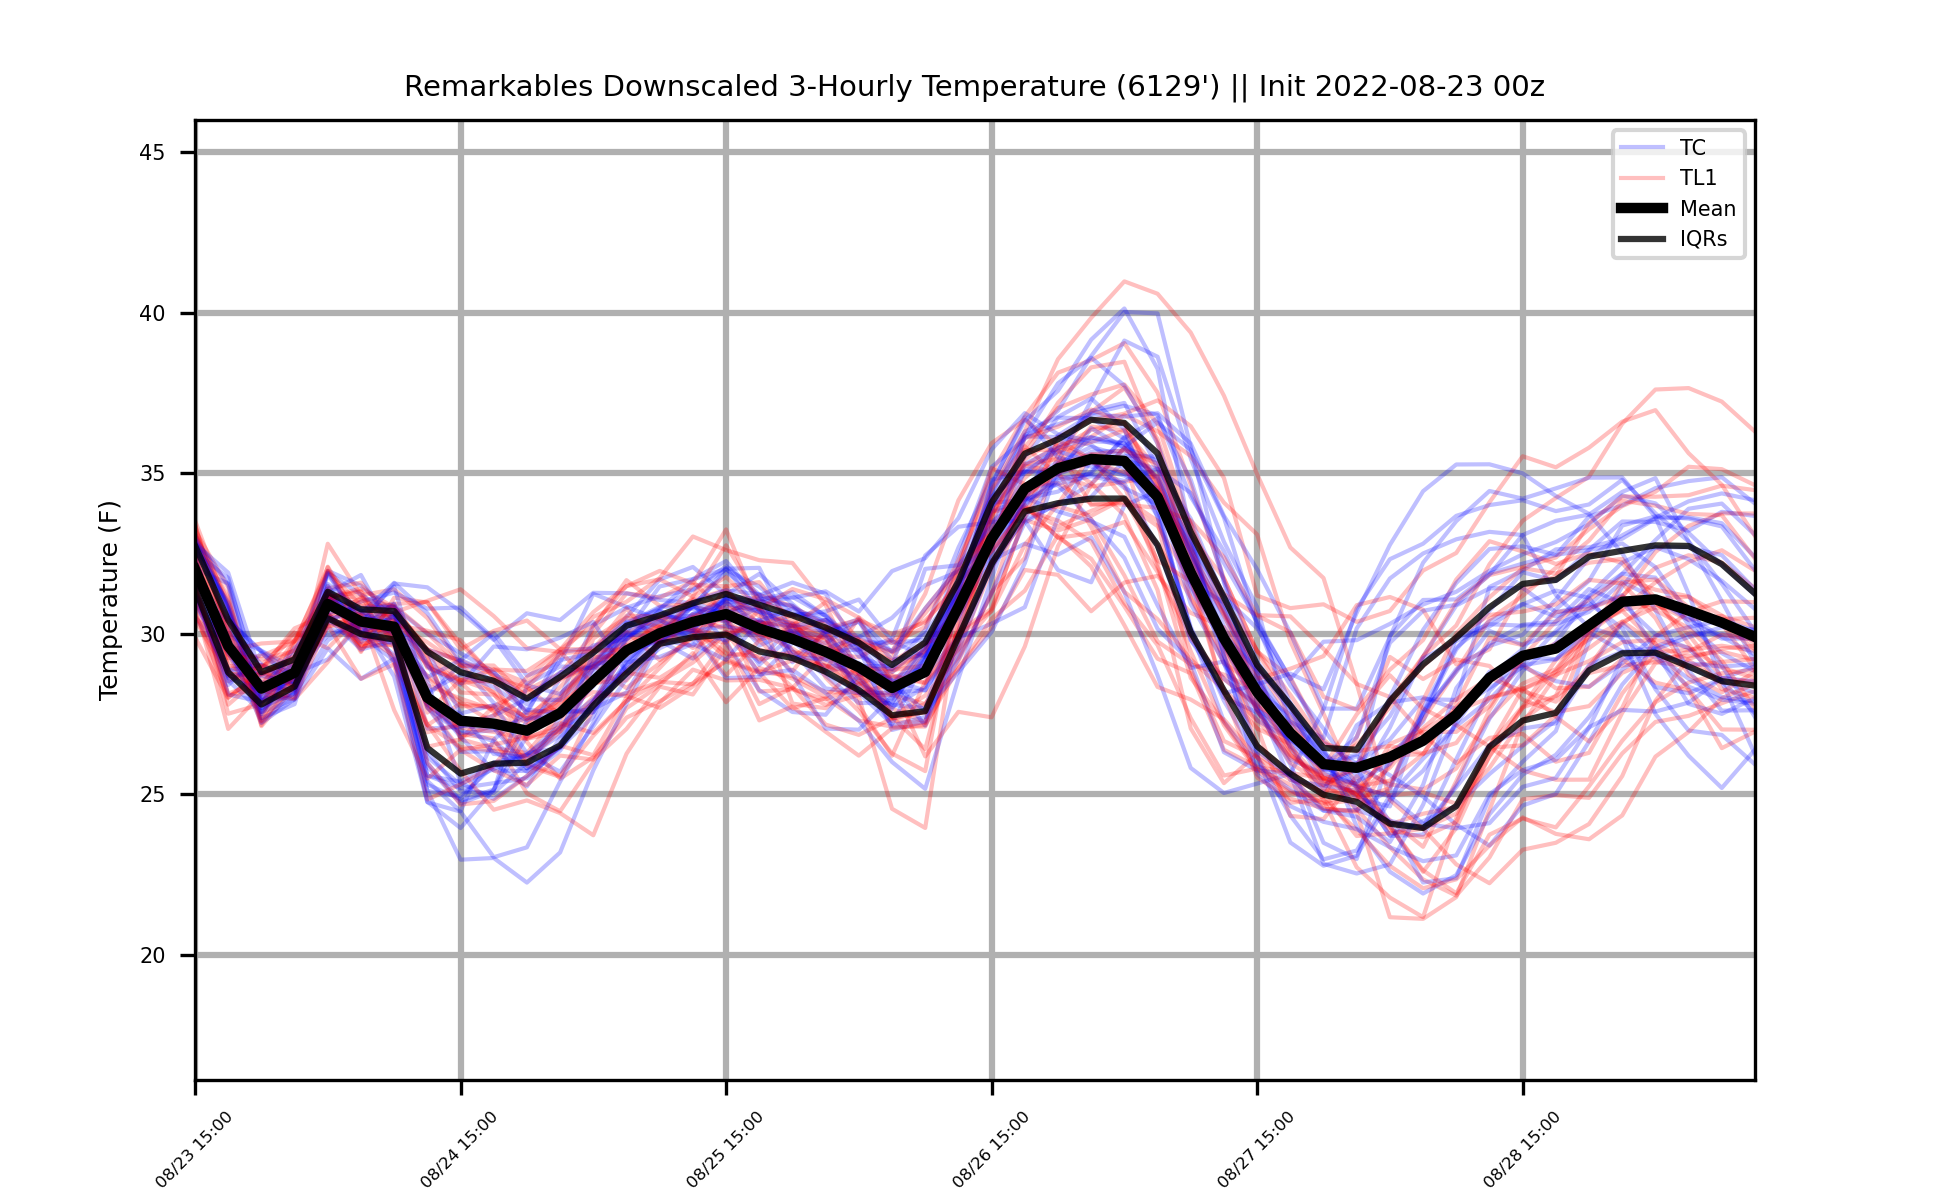 Remarkables Downscaled 3-Hourly Temperature (6129') || Init 2022-08-23 00z
TC
TL1
Mean
IQRs
Temperature (F)
45
40
35
30
25
20
08/23 15:00
08/24 15:00
08/25 15:00
08/26 15:00
08/27 15:00
08/28 15:00